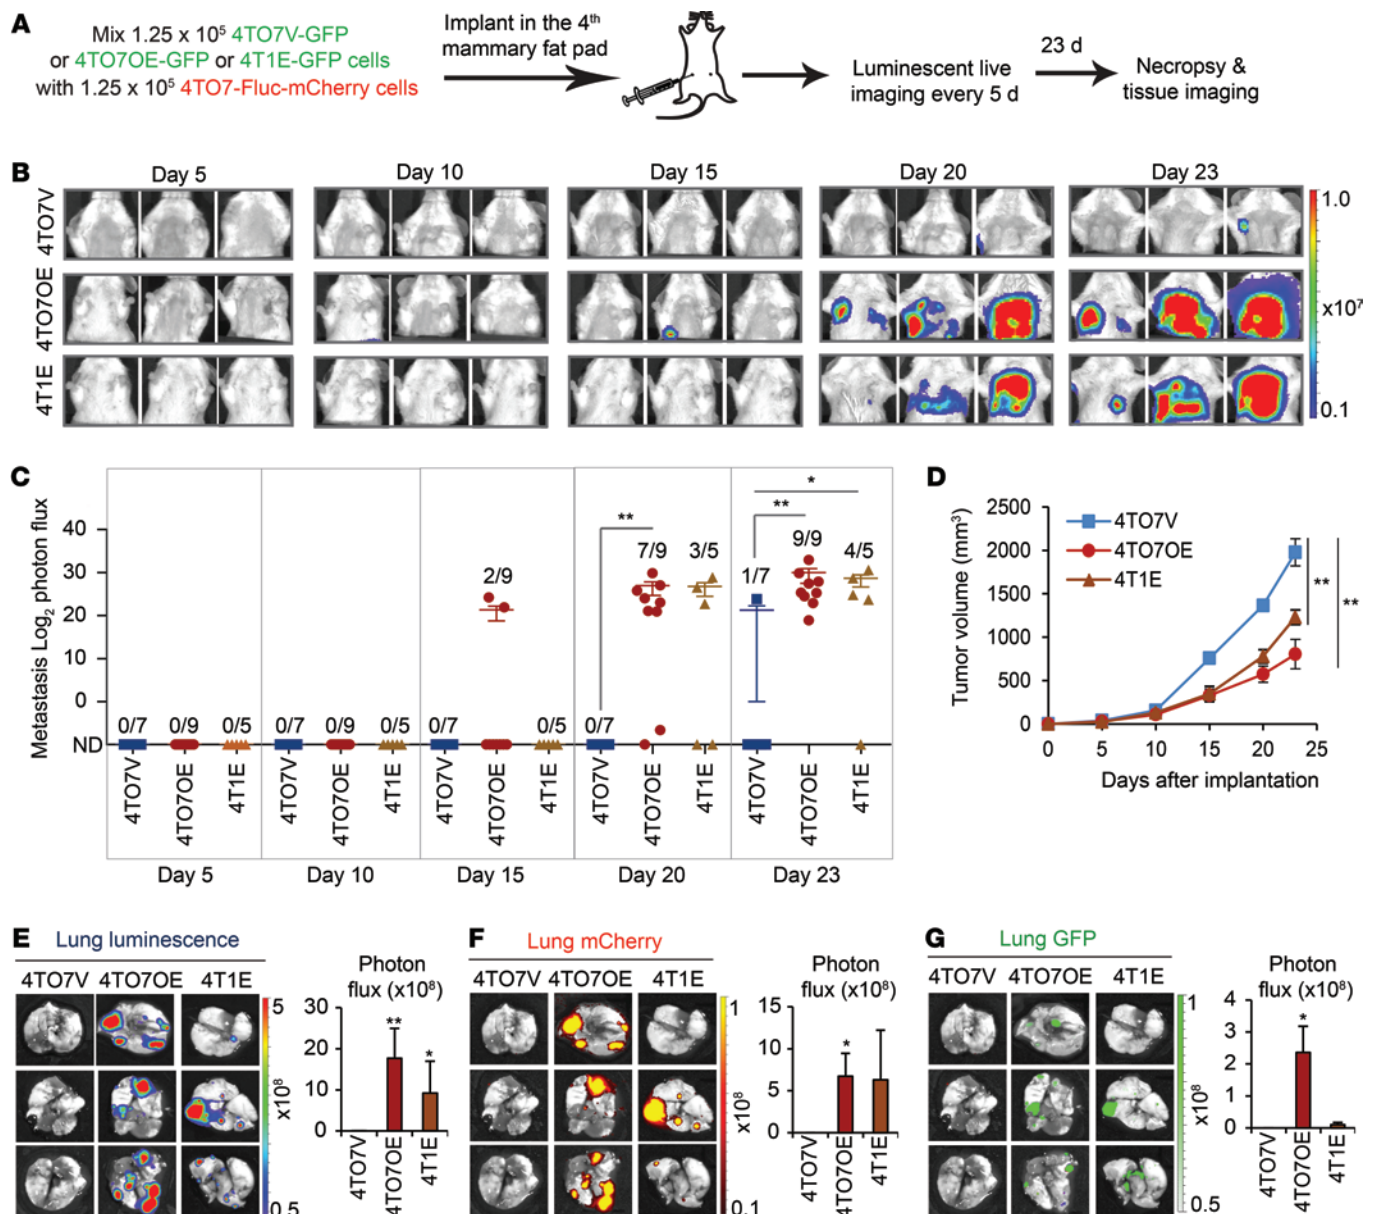 A
Mix 1.25 x 10⁵ 4TO7V-GFP
or 4TO7OE-GFP or 4T1E-GFP cells
with 1.25 x 10⁵ 4TO7-Fluc-mCherry cells
Implant in the 4th
mammary fat pad
Luminescent live
imaging every 5 d
23 d
Necropsy &
tissue imaging
B
Day 5
Day 10
Day 15
Day 20
Day 23
4TO7V
4TO7OE
4T1E
1.0
x10⁷
0.1
C
Metastasis Log₂ photon flux
40
30
20
10
0
ND
0/7
0/9
0/5
0/7
0/9
0/5
0/7
2/9
0/5
0/7
**
7/9
3/5
1/7
**
*
9/9
4/5
4TO7V
4TO7OE
4T1E
4TO7V
4TO7OE
4T1E
4TO7V
4TO7OE
4T1E
4TO7V
4TO7OE
4T1E
4TO7V
4TO7OE
4T1E
Day 5
Day 10
Day 15
Day 20
Day 23
D
Tumor volume (mm³)
2500
2000
1500
1000
500
0
4TO7V
4TO7OE
4T1E
**
**
0 5 10 15 20 25
Days after implantation
E
Lung luminescence
4TO7V 4TO7OE 4T1E
5
x10⁸
0.5
Photon
flux (x10⁸)
30
20
10
0
**
*
4TO7V
4TO7OE
4T1E
F
Lung mCherry
4TO7V 4TO7OE 4T1E
1
x10⁸
0.1
Photon
flux (x10⁸)
15
10
5
0
*
4TO7V
4TO7OE
4T1E
G
Lung GFP
4TO7V 4TO7OE 4T1E
1
x10⁸
0.5
Photon
flux (x10⁸)
4
3
2
1
0
*
4TO7V
4TO7OE
4T1E